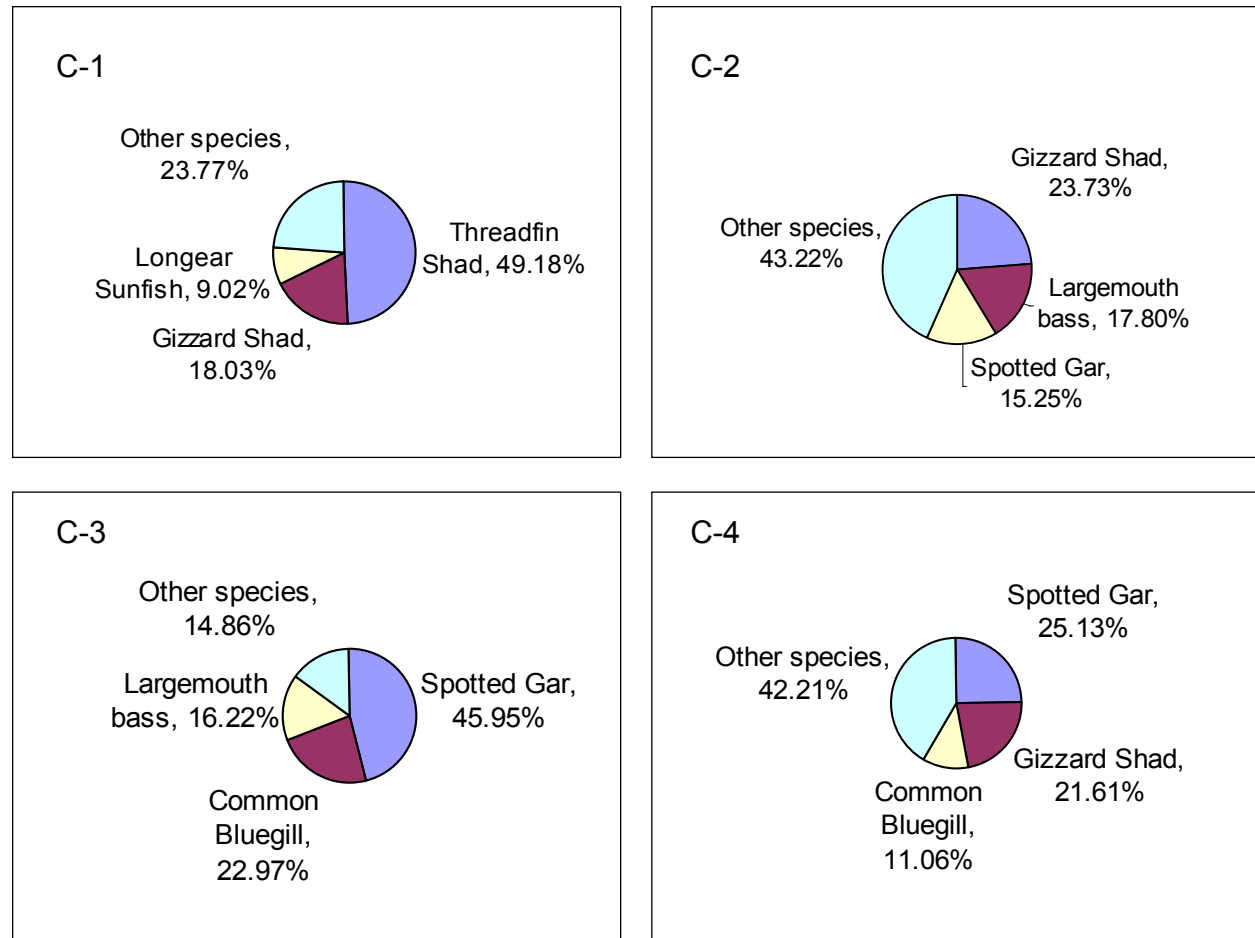 C-1
Other species,
23.77%
Threadfin
Shad, 49.18%
Longear
Sunfish, 9.02%
Gizzard Shad,
18.03%
C-2
Gizzard Shad,
23.73%
Other species,
43.22%
Largemouth
bass, 17.80%
Spotted Gar,
15.25%
C-3
Other species,
14.86%
Largemouth
bass, 16.22%
Spotted Gar,
45.95%
Common
Bluegill,
22.97%
C-4
Spotted Gar,
25.13%
Other species,
42.21%
Gizzard Shad,
21.61%
Common
Bluegill,
11.06%